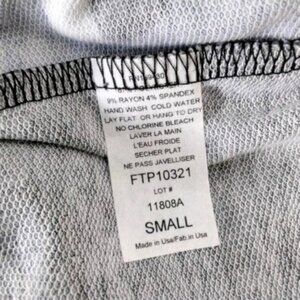 9% RAYON 4% SPANDEX
HAND WASH COLD WATER
LAY FLAT OR HANG TO DRY
NO CHLORINE BLEACH
LAVER LA MAIN
L'EAU FROIDE
SECHER PLAT
NE PASS JAVELLISER
FTP10321
LOT #
11808A
SMALL
Made in Usa/Fab.in Usa